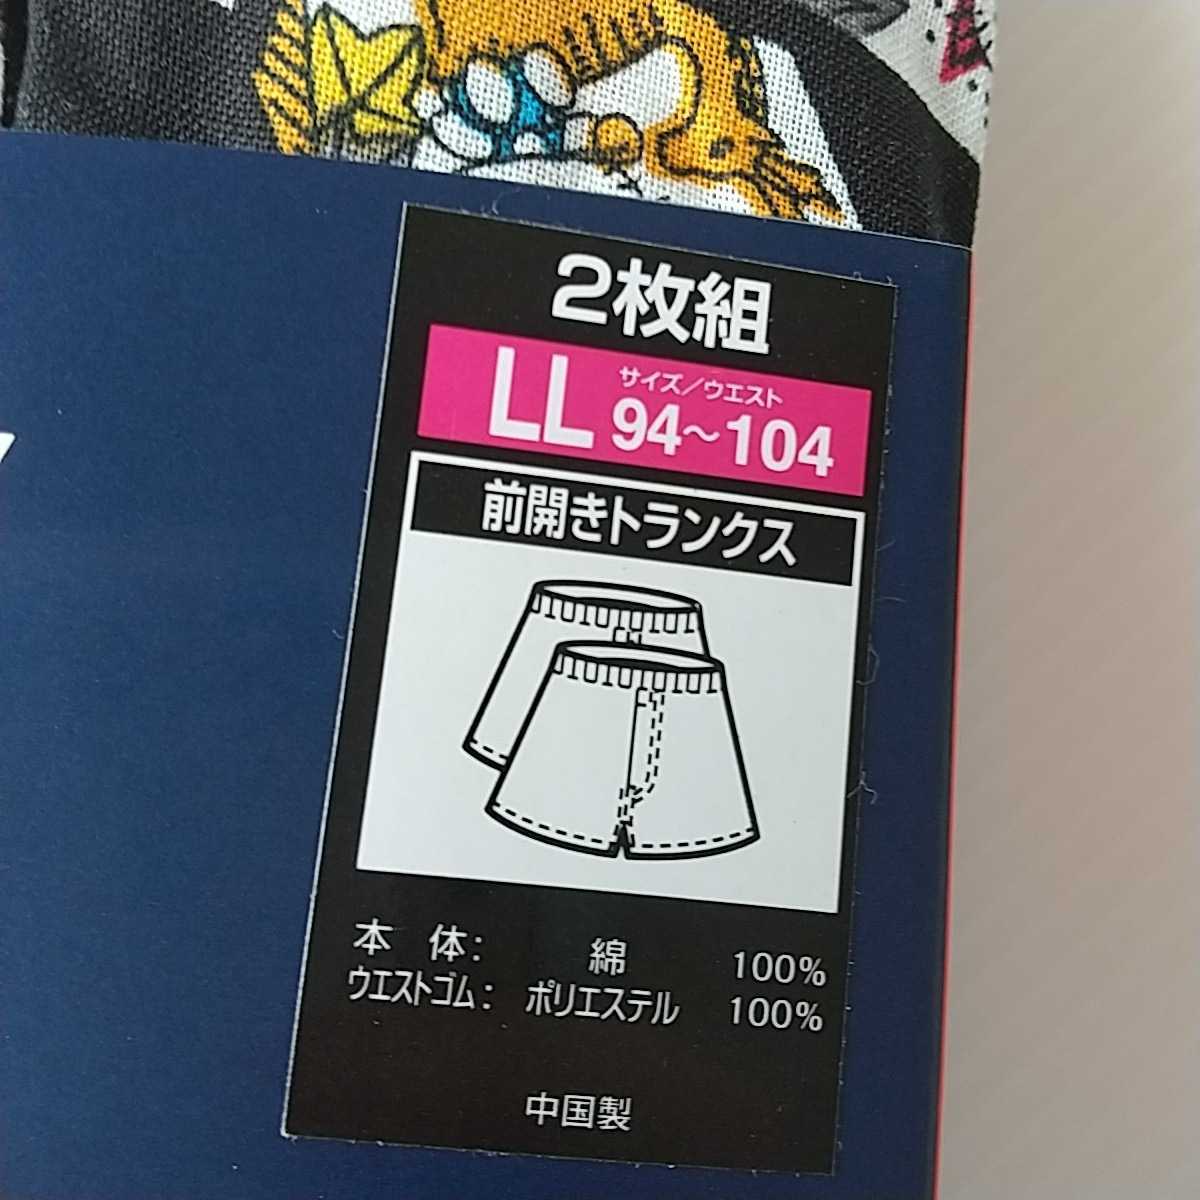 2枚組
LL サイズ/ウエスト 94〜104
前開きトランクス
本 体: 綿 100%
ウエストゴム: ポリエステル 100%
中国製